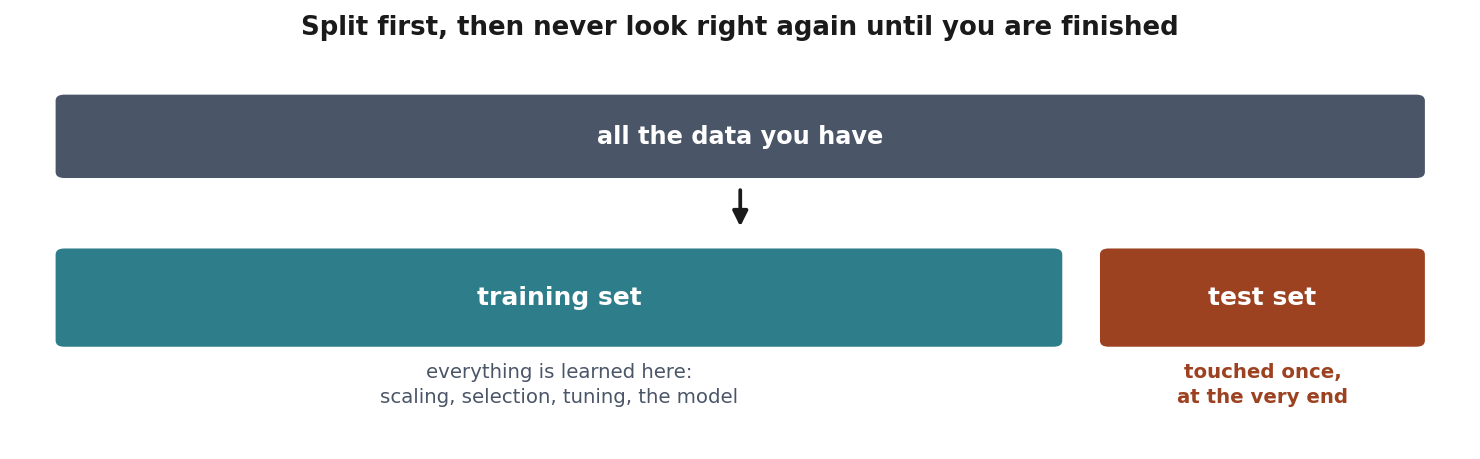 Split first, then never look right again until you are finished
all the data you have
training set
test set
everything is learned here:
scaling, selection, tuning, the model
touched once,
at the very end